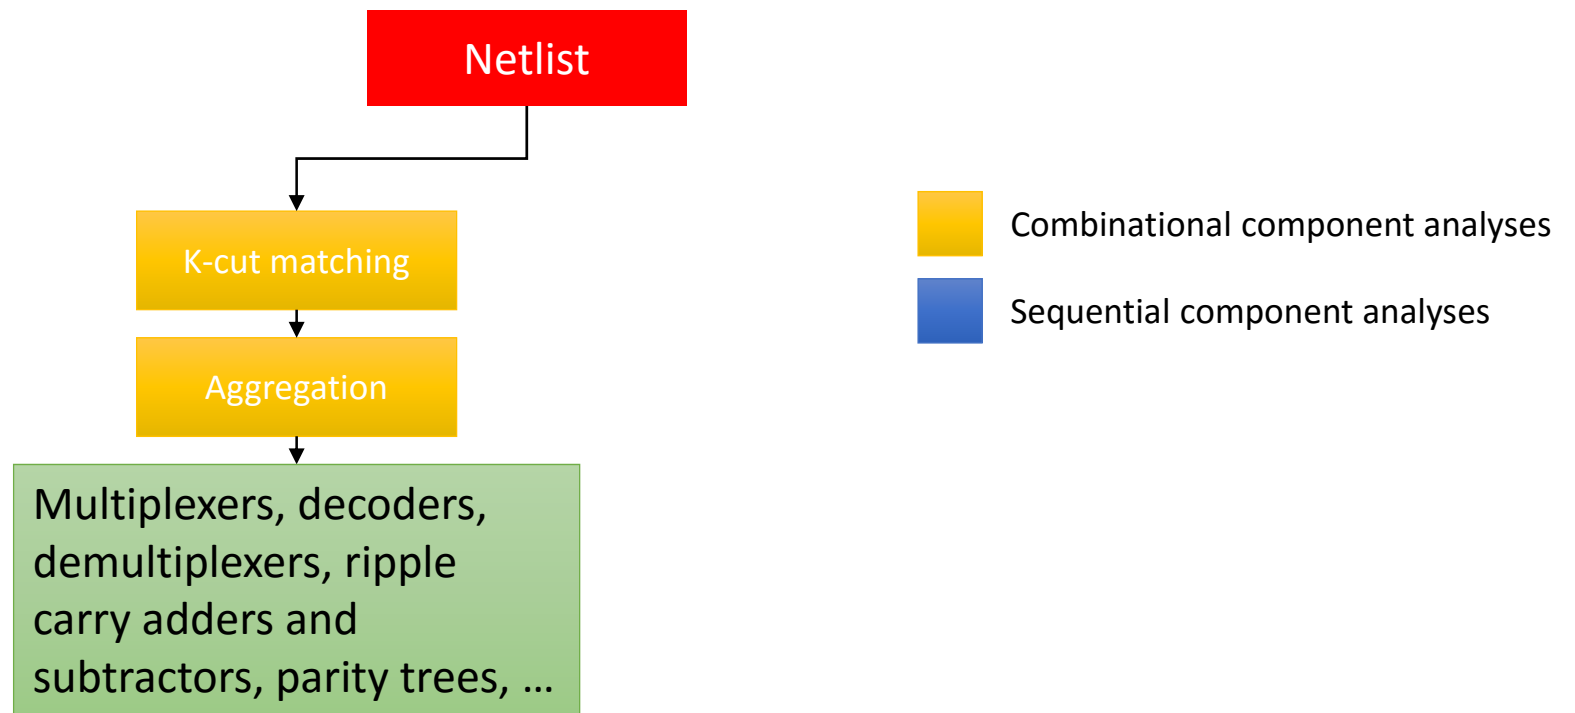 Netlist
K-cut matching
Aggregation
Multiplexers, decoders,
demultiplexers, ripple
carry adders and
subtractors, parity trees, …
Combinational component analyses
Sequential component analyses